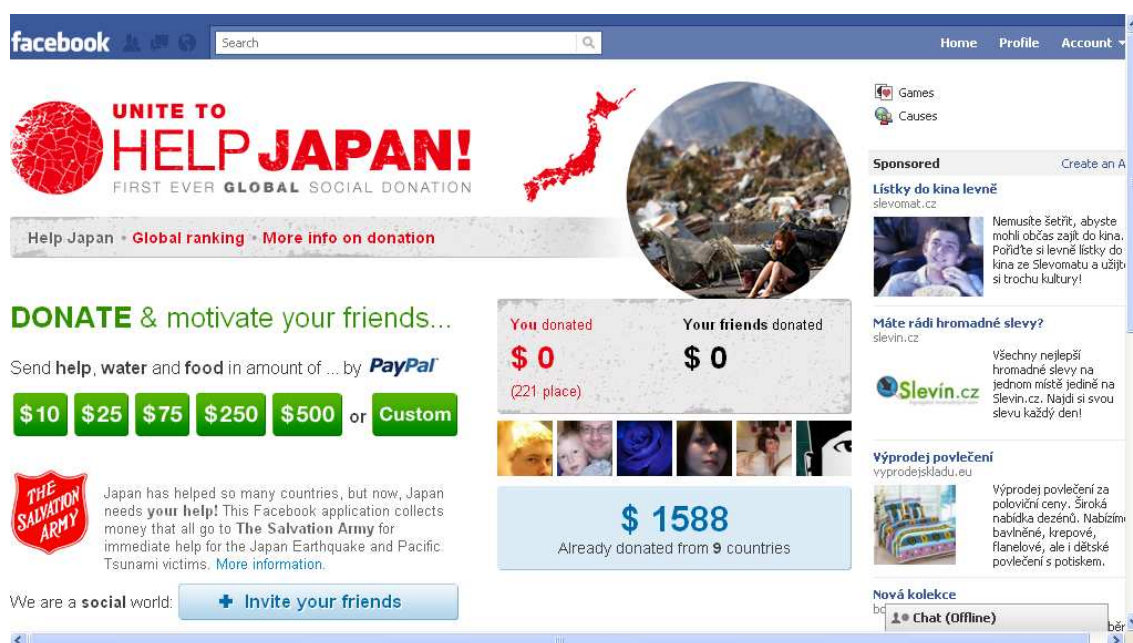 facebook
Search
Home Profile Account
UNITE TO
HELP JAPAN!
FIRST EVER GLOBAL SOCIAL DONATION
Help Japan • Global ranking • More info on donation
DONATE & motivate your friends...
Send help, water and food in amount of ... by PayPal
$10 $25 $75 $250 $500 or Custom
THE
SALVATION
ARMY
Japan has helped so many countries, but now, Japan
needs your help! This Facebook application collects
money that all go to The Salvation Army for
immediate help for the Japan Earthquake and Pacific
Tsunami victims. More information.
We are a social world:
+ Invite your friends
You donated
$ 0
(221 place)
Your friends donated
$ 0
$ 1588
Already donated from 9 countries
Games
Causes
Sponsored
Create an A
Lístky do kina levně
slevomat.cz
Nemusíte šetřit, abyste
mohli občas zajít do kina.
Pořiďte si levně lístky do
kina ze Slevomatu a užijt
si trochu kultury!
Máte rádi hromadné slevy?
slevin.cz
Slevin.cz
Všechny nejlepší
hromadné slevy na
jednom místě jedině na
Slevin.cz. Najdi si svou
slevu každý den!
Výprodej povlečení
vyprodejskladu.eu
Výprodej povlečení za
poloviční ceny. Široká
nabídka dezénů. Nabízím
bavlněné, krepové,
flanelové, ale i dětské
povlečení s potiskem.
Nová kolekce
Chat (Offline)